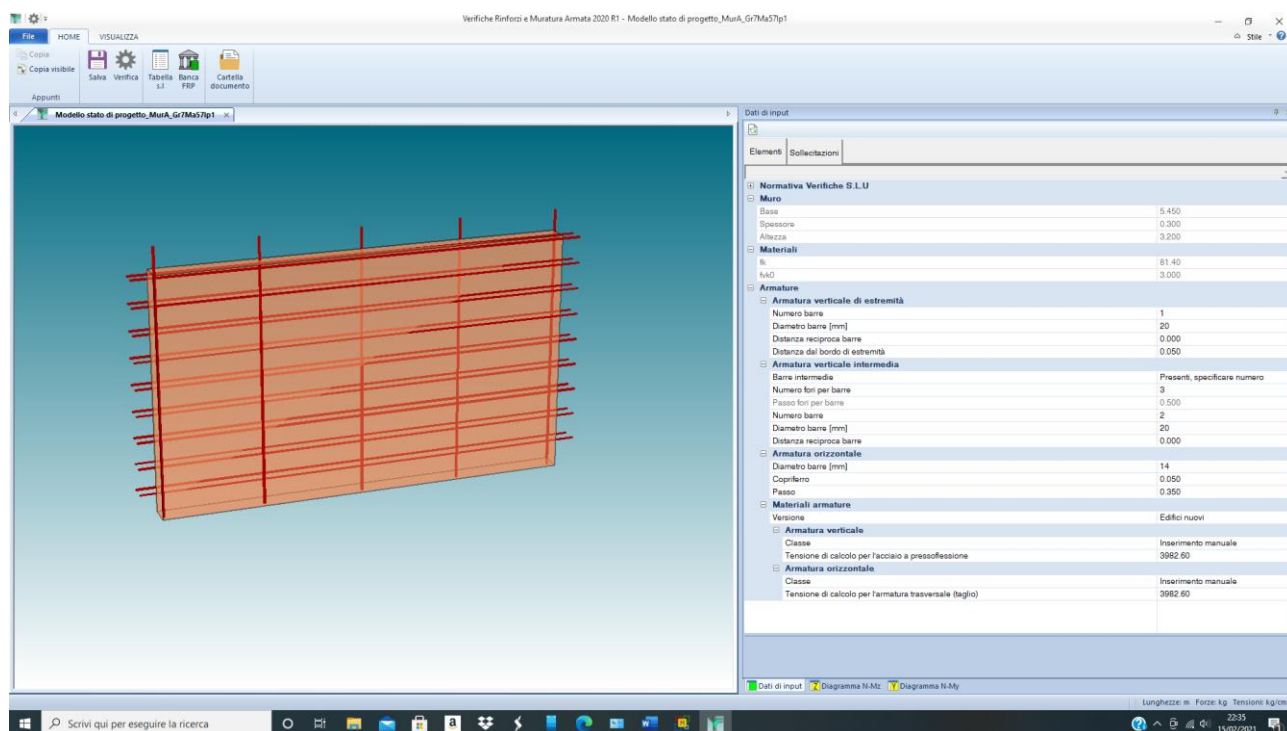 Verifiche Rinforzi e Muratura Armata 2020 R1 - Modello stato di progetto_MurA_Gr7Ma57Ip1
File HOME VISUALIZZA
Stile
Copia
Copia visibile
Appunti
Salva
Verifica
Tabella s.l
Banca FRP
Cartella documento
Modello stato di progetto_MurA_Gr7Ma57Ip1
Dati di input
Elementi Sollecitazioni
Normativa Verifiche S.L.U
Muro
Base 5.450
Spessore 0.300
Altezza 3.200
Materiali
fk 81.40
fvk0 3.000
Armature
Armatura verticale di estremità
Numero barre 1
Diametro barre [mm] 20
Distanza reciproca barre 0.000
Distanza dal bordo di estremità 0.050
Armatura verticale intermedia
Barre intermedie Presenti, specificare numero
Numero fori per barre 3
Passo fori per barre 0.500
Numero barre 2
Diametro barre [mm] 20
Distanza reciproca barre 0.000
Armatura orizzontale
Diametro barre [mm] 14
Copriferro 0.050
Passo 0.350
Materiali armature
Versione Edifici nuovi
Armatura verticale
Classe Inserimento manuale
Tensione di calcolo per l'acciaio a pressoflessione 3982.60
Armatura orizzontale
Classe Inserimento manuale
Tensione di calcolo per l'armatura trasversale (taglio) 3982.60
Dati di input Z Diagramma N-Mz Y Diagramma N-My
Lunghezze: m Forze: kg Tensioni: kg/cm
Scrivi qui per eseguire la ricerca
22:35
15/02/2021